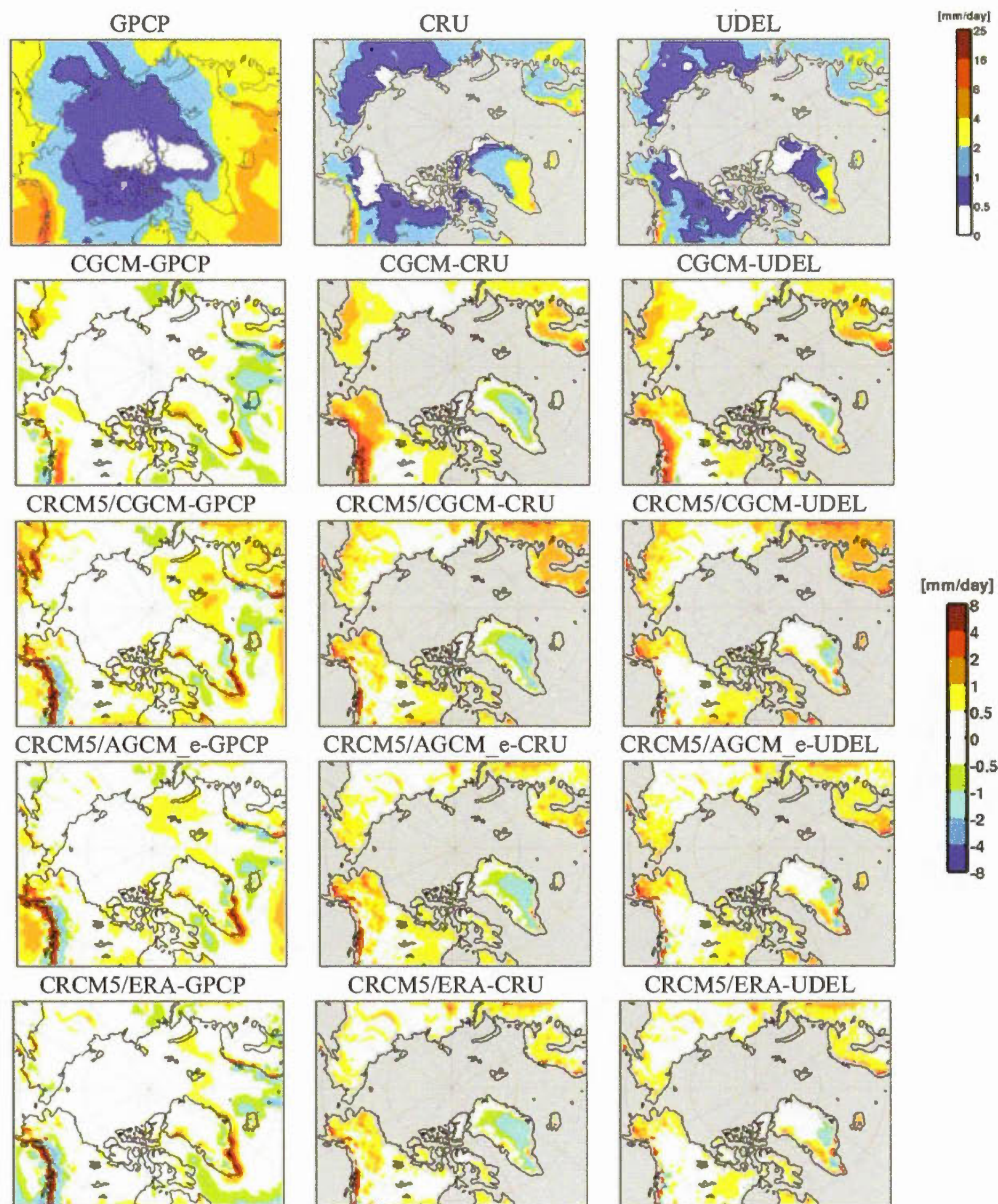 GPCP CRU UDEL
[mm/day]
25
16
8
4
2
1
0.5
0
CGCM-GPCP CGCM-CRU CGCM-UDEL
CRCM5/CGCM-GPCP CRCM5/CGCM-CRU CRCM5/CGCM-UDEL
[mm/day]
8
4
2
1
0.5
0
-0.5
-1
-2
-4
-8
CRCM5/AGCM_e-GPCP CRCM5/AGCM_e-CRU CRCM5/AGCM_e-UDEL
CRCM5/ERA-GPCP CRCM5/ERA-CRU CRCM5/ERA-UDEL